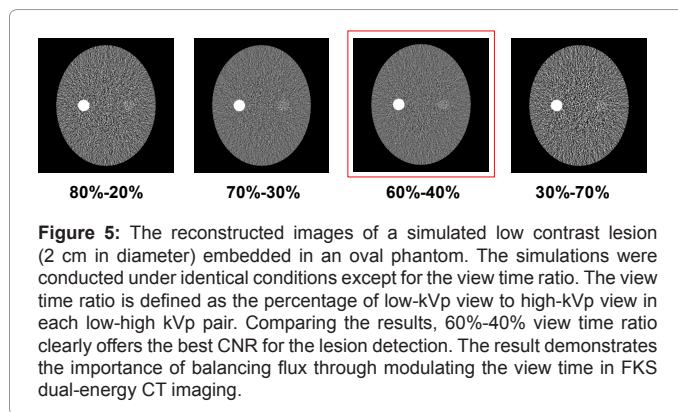 80%-20% 70%-30% 60%-40% 30%-70%
Figure 5: The reconstructed images of a simulated low contrast lesion
(2 cm in diameter) embedded in an oval phantom. The simulations were
conducted under identical conditions except for the view time ratio. The view
time ratio is defined as the percentage of low-kVp view to high-kVp view in
each low-high kVp pair. Comparing the results, 60%-40% view time ratio
clearly offers the best CNR for the lesion detection. The result demonstrates
the importance of balancing flux through modulating the view time in FKS
dual-energy CT imaging.